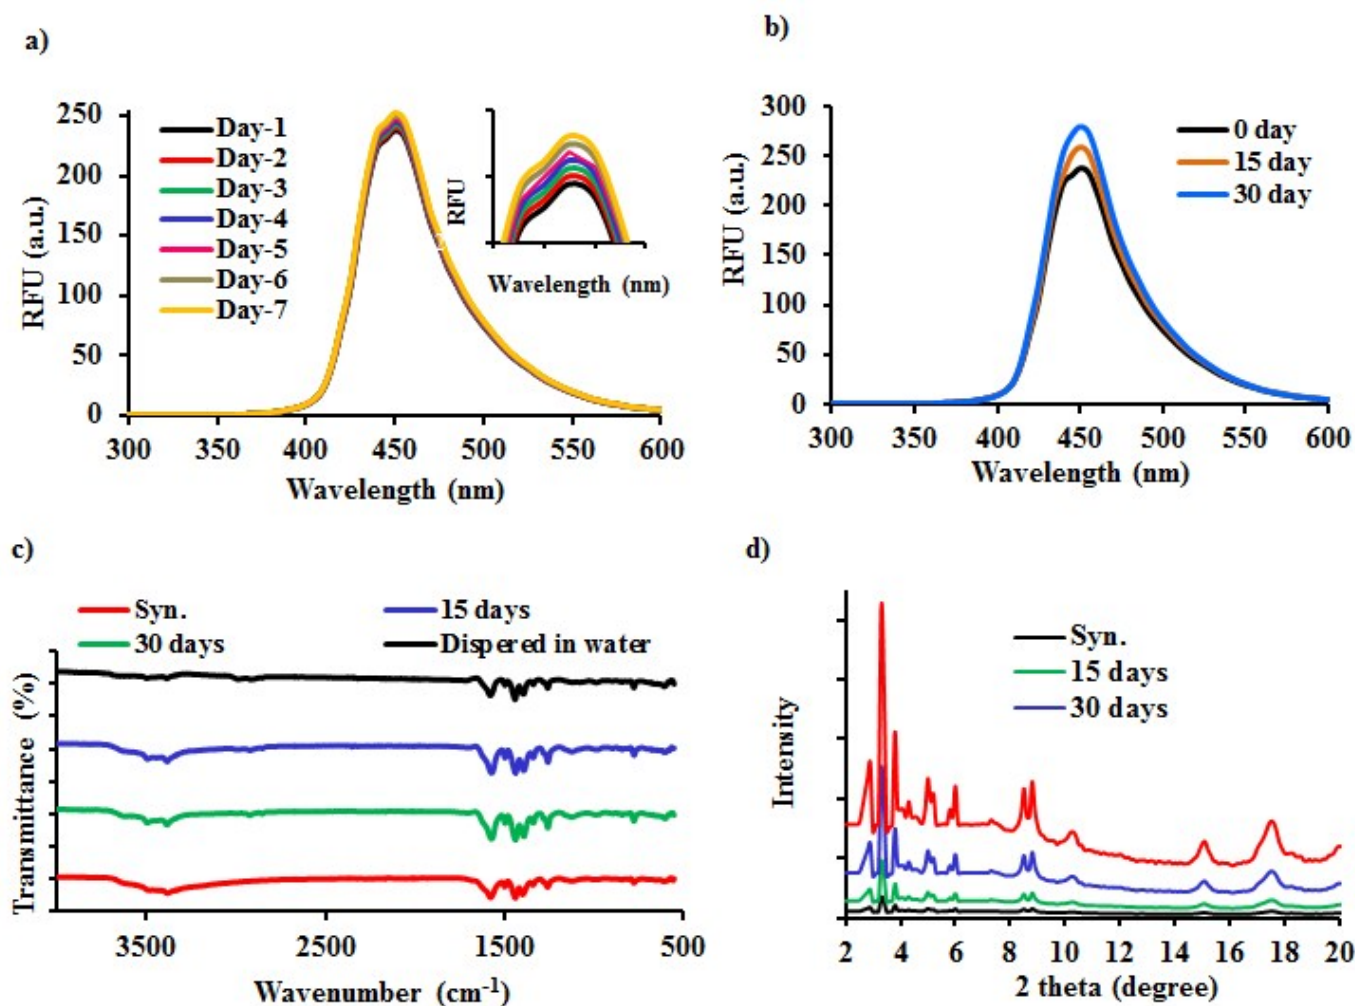 a)
250
200
150
100
50
0
RFU (a.u.)
Day-1
Day-2
Day-3
Day-4
Day-5
Day-6
Day-7
RFU
Wavelength (nm)
300 350 400 450 500 550 600
Wavelength (nm)
b)
300
250
200
150
100
50
0
RFU (a.u.)
0 day
15 day
30 day
300 350 400 450 500 550 600
Wavelength (nm)
c)
Syn. 15 days
30 days Dispered in water
Transmittance (%)
3500 2500 1500 500
Wavenumber (cm-1)
d)
Syn.
15 days
30 days
Intensity
2 4 6 8 10 12 14 16 18 20
2 theta (degree)